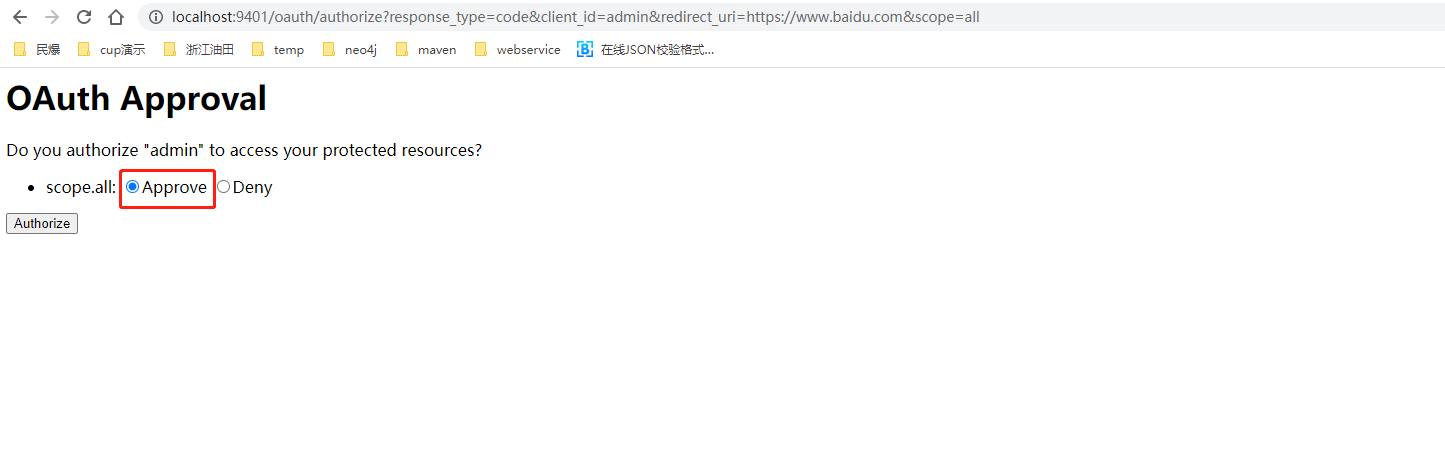 localhost:9401/oauth/authorize?response_type=code&client_id=admin&redirect_uri=https://www.baidu.com&scope=all
民爆 cup演示 浙江油田 temp neo4j maven webservice 在线JSON校验格式...
OAuth Approval
Do you authorize "admin" to access your protected resources?
• scope.all: Approve Deny
Authorize